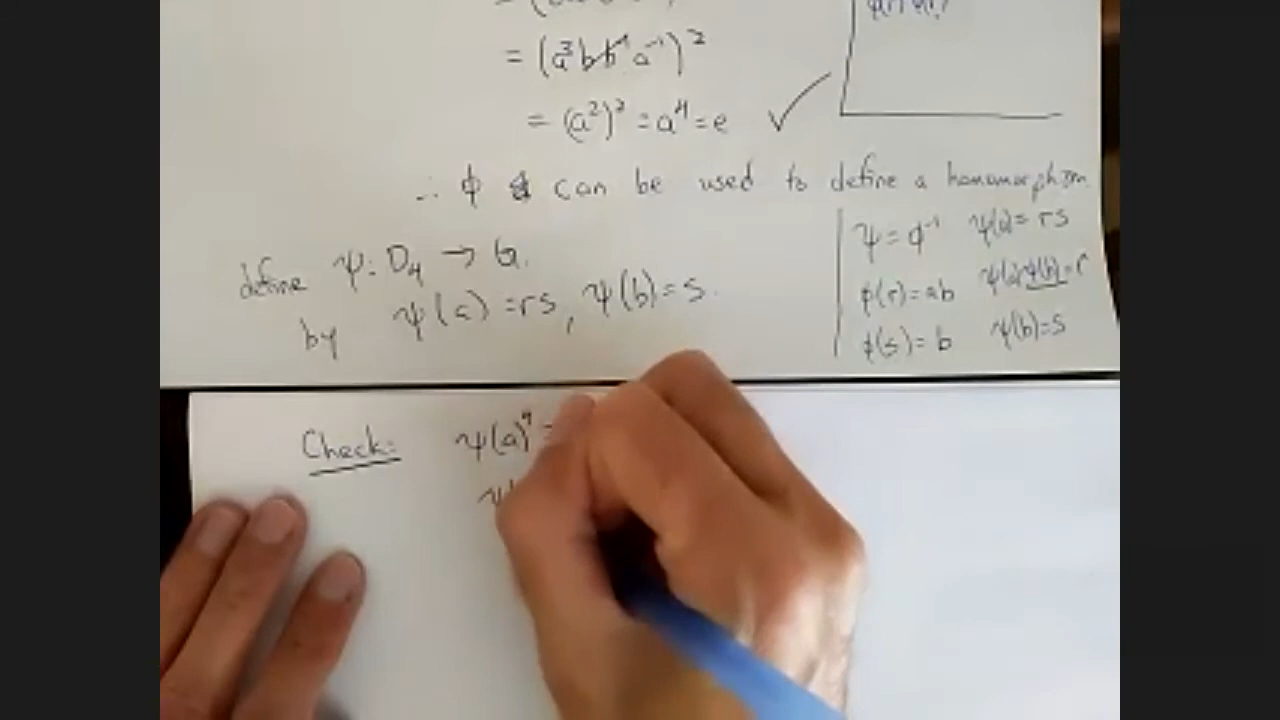 = (a³bb⁻¹a⁻¹)²
= (a²)² = a⁴ = e ✓
∴ ϕ can be used to define a homomorphism
define ψ: D₄ → G.
by ψ(a) = rs, ψ(b) = s.
ψ = ϕ⁻¹ ψ(a) = rs
ϕ(r) = ab ψ(a)ψ(b) = r
ϕ(s) = b ψ(b) = s
Check: ψ(a)⁴ =